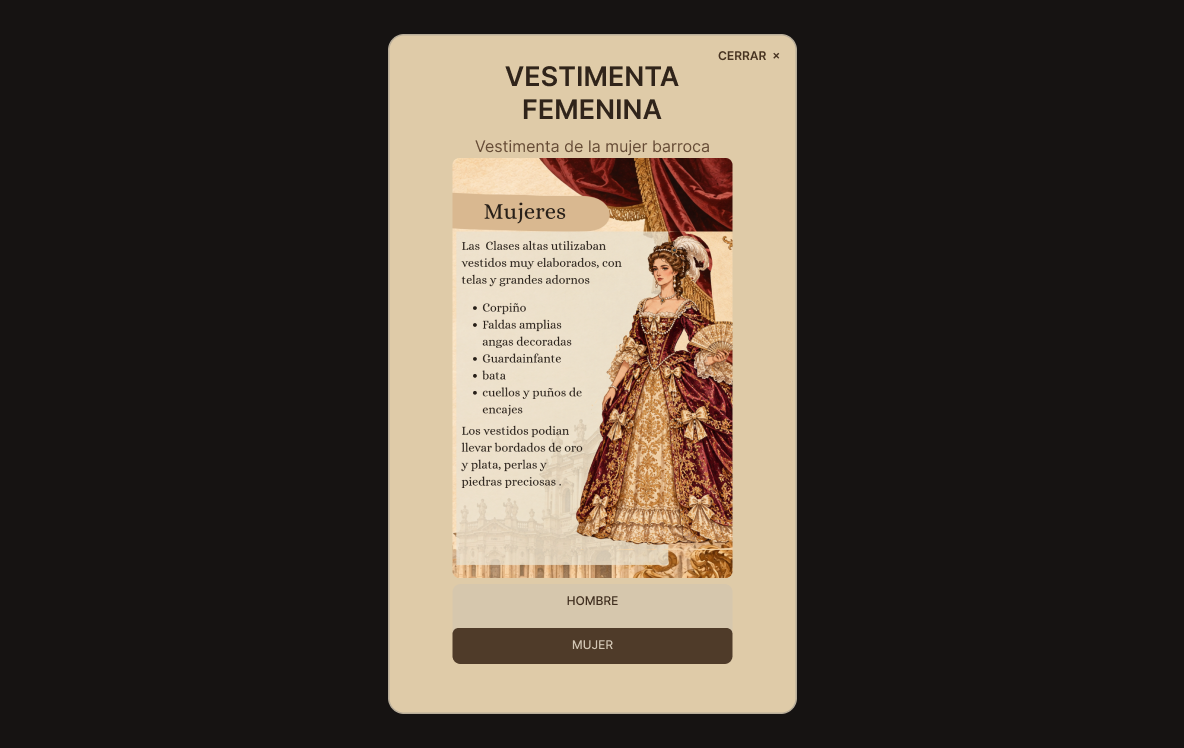 CERRAR ×
VESTIMENTA
FEMENINA
Vestimenta de la mujer barroca
Mujeres
Las  Clases altas utilizaban
vestidos muy elaborados, con
telas y grandes adornos
• Corpiño
• Faldas amplias
angas decoradas
• Guardainfante
• bata
• cuellos y puños de
encajes
Los vestidos podian
llevar bordados de oro
y plata, perlas y
piedras preciosas .
HOMBRE
MUJER